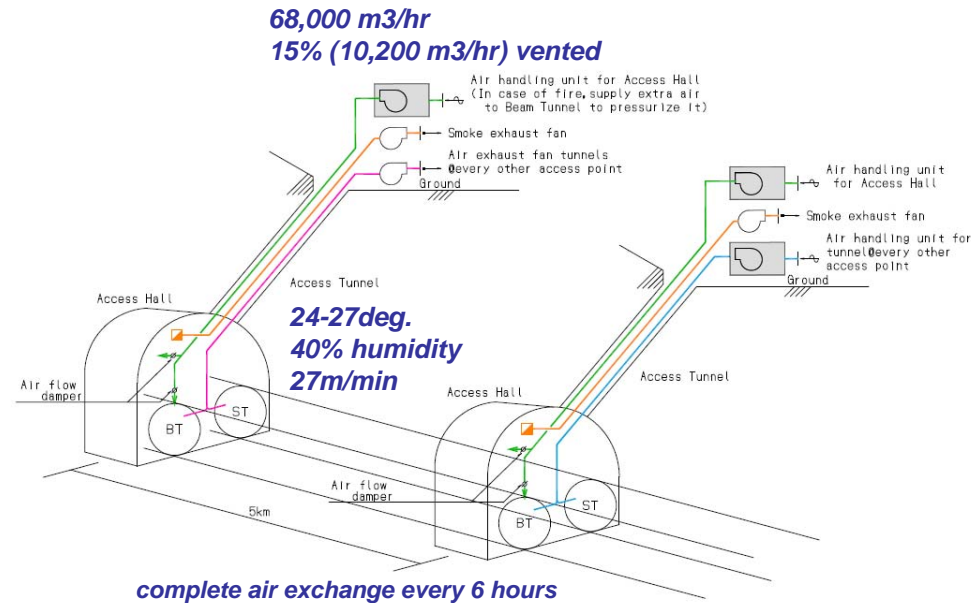 68,000 m3/hr
15% (10,200 m3/hr) vented
Air handling unit for Access Hall
(In case of fire, supply extra air
to Beam Tunnel to pressurize it)
Smoke exhaust fan
Air exhaust fan tunnels
@every other access point
Ground
Air handling unit
for Access Hall
Smoke exhaust fan
Air handling unit for
tunnel@every other
access point
Ground
Access Hall
Access Tunnel
24-27deg.
40% humidity
27m/min
Air flow
damper
BT
ST
Access Hall
Access Tunnel
Air flow
damper
BT
ST
5km
complete air exchange every 6 hours